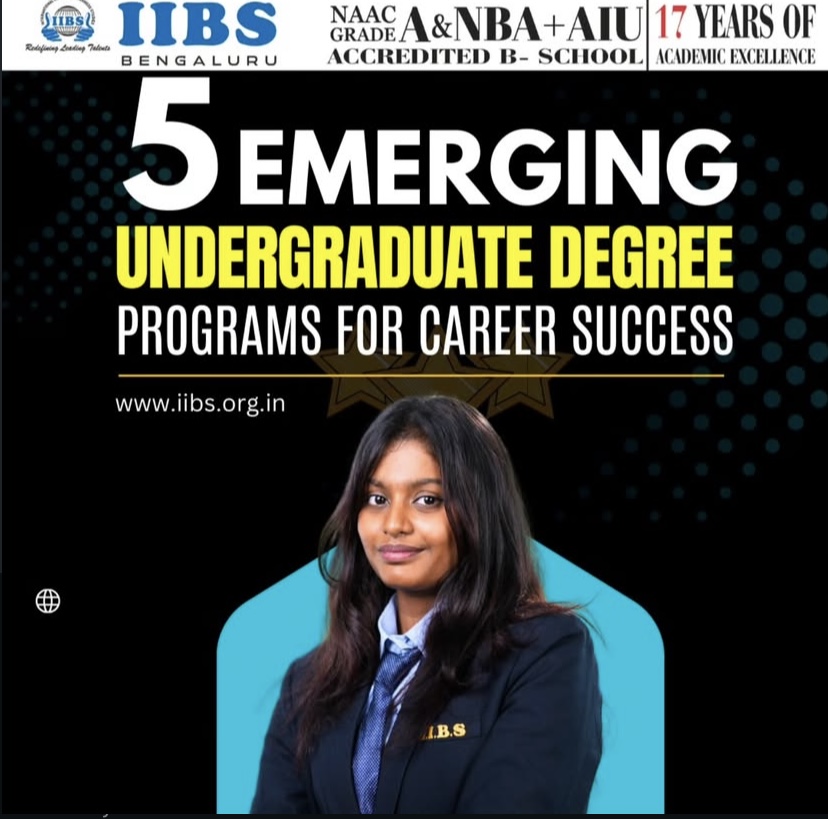 IIBS
Redefining Leading Talents
IIBS
BENGALURU
NAAC
GRADE A&NBA+AIU
ACCREDITED B- SCHOOL
17 YEARS OF
ACADEMIC EXCELLENCE
5 EMERGING
UNDERGRADUATE DEGREE
PROGRAMS FOR CAREER SUCCESS
www.iibs.org.in
I.I.B.S